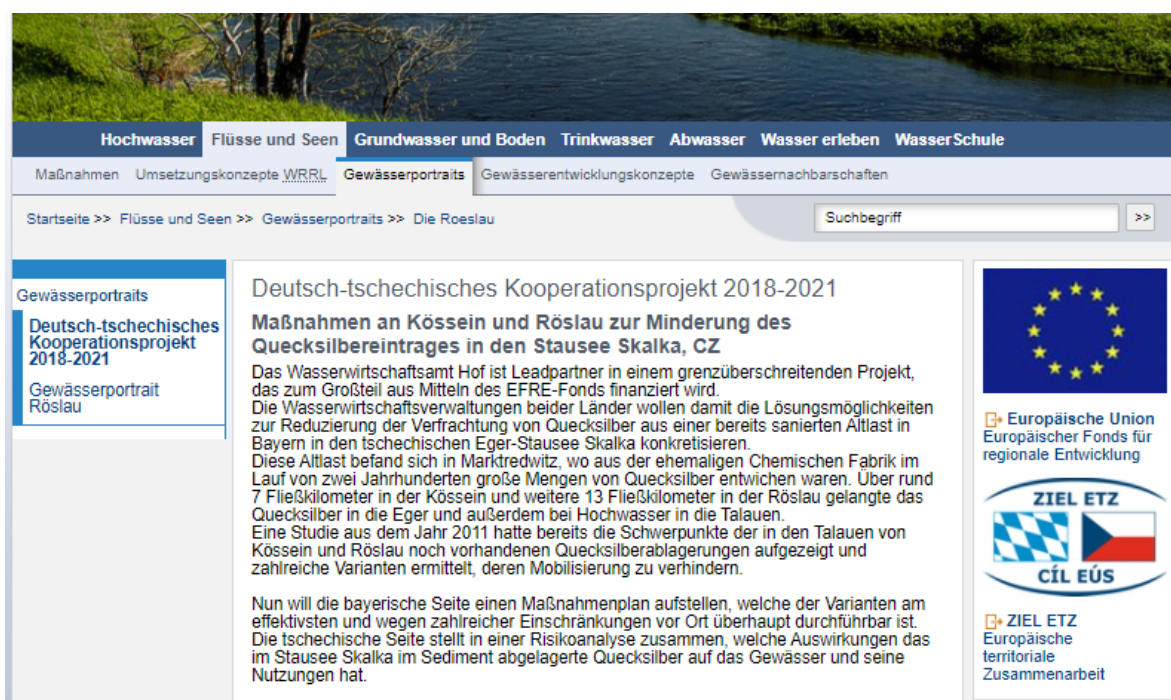 Hochwasser Flüsse und Seen Grundwasser und Boden Trinkwasser Abwasser Wasser erleben WasserSchule
Maßnahmen Umsetzungskonzepte WRRL Gewässerportraits Gewässerentwicklungskonzepte Gewässernachbarschaften
Startseite >> Flüsse und Seen >> Gewässerportraits >> Die Roeslau
Suchbegriff >>
Gewässerportraits
Deutsch-tschechisches
Kooperationsprojekt
2018-2021
Gewässerportrait
Röslau
Deutsch-tschechisches Kooperationsprojekt 2018-2021
Maßnahmen an Kössein und Röslau zur Minderung des
Quecksilbereintrages in den Stausee Skalka, CZ
Das Wasserwirtschaftsamt Hof ist Leadpartner in einem grenzüberschreitenden Projekt,
das zum Großteil aus Mitteln des EFRE-Fonds finanziert wird.
Die Wasserwirtschaftsverwaltungen beider Länder wollen damit die Lösungsmöglichkeiten
zur Reduzierung der Verfrachtung von Quecksilber aus einer bereits sanierten Altlast in
Bayern in den tschechischen Eger-Stausee Skalka konkretisieren.
Diese Altlast befand sich in Marktredwitz, wo aus der ehemaligen Chemischen Fabrik im
Lauf von zwei Jahrhunderten große Mengen von Quecksilber entwichen waren. Über rund
7 Fließkilometer in der Kössein und weitere 13 Fließkilometer in der Röslau gelangte das
Quecksilber in die Eger und außerdem bei Hochwasser in die Talauen.
Eine Studie aus dem Jahr 2011 hatte bereits die Schwerpunkte der in den Talauen von
Kössein und Röslau noch vorhandenen Quecksilberablagerungen aufgezeigt und
zahlreiche Varianten ermittelt, deren Mobilisierung zu verhindern.
Nun will die bayerische Seite einen Maßnahmenplan aufstellen, welche der Varianten am
effektivsten und wegen zahlreicher Einschränkungen vor Ort überhaupt durchführbar ist.
Die tschechische Seite stellt in einer Risikoanalyse zusammen, welche Auswirkungen das
im Stausee Skalka im Sediment abgelagerte Quecksilber auf das Gewässer und seine
Nutzungen hat.
Europäische Union
Europäischer Fonds für
regionale Entwicklung
ZIEL ETZ
CÍL EÚS
ZIEL ETZ
Europäische
territoriale
Zusammenarbeit